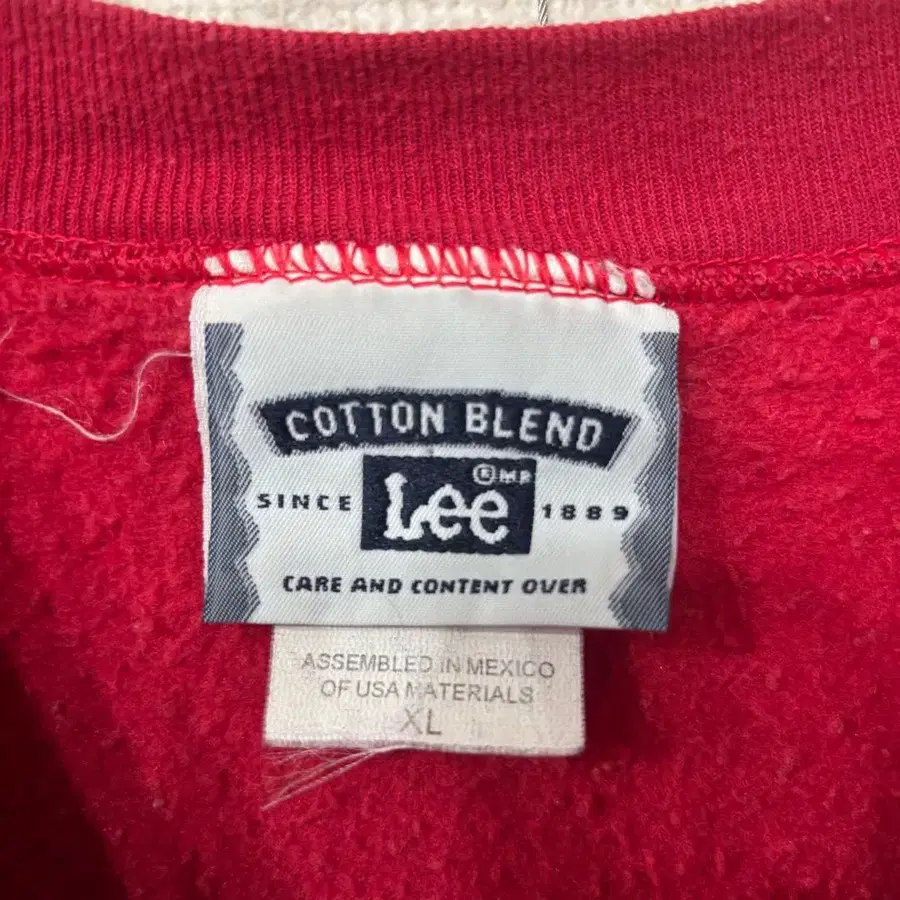 COTTON BLEND
® MR
SINCE Lee 1889
CARE AND CONTENT OVER
ASSEMBLED IN MEXICO
OF USA MATERIALS
XL